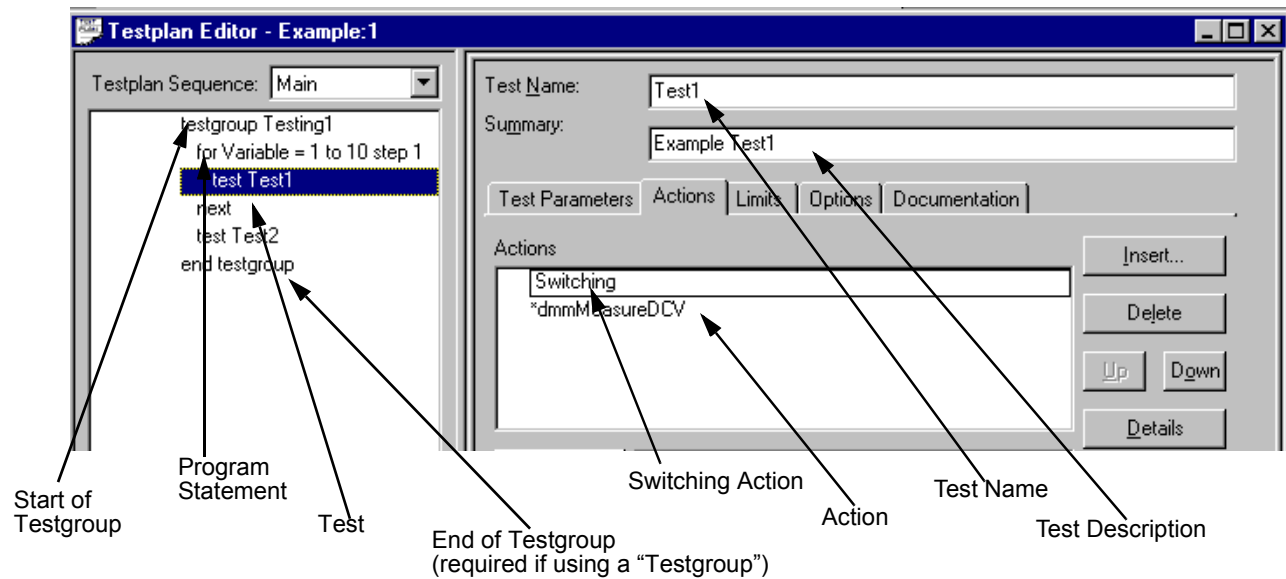 Testplan Editor - Example:1
Testplan Sequence: Main
testgroup Testing1
for Variable = 1 to 10 step 1
test Test1
next
test Test2
end testgroup
Test Name: Test1
Summary: Example Test1
Test Parameters Actions Limits Options Documentation
Actions
Switching
*dmmMeasureDCV
Insert...
Delete
Up Down
Details
Start of
Testgroup
Program
Statement
Test
End of Testgroup
(required if using a “Testgroup”)
Switching Action
Action
Test Name
Test Description